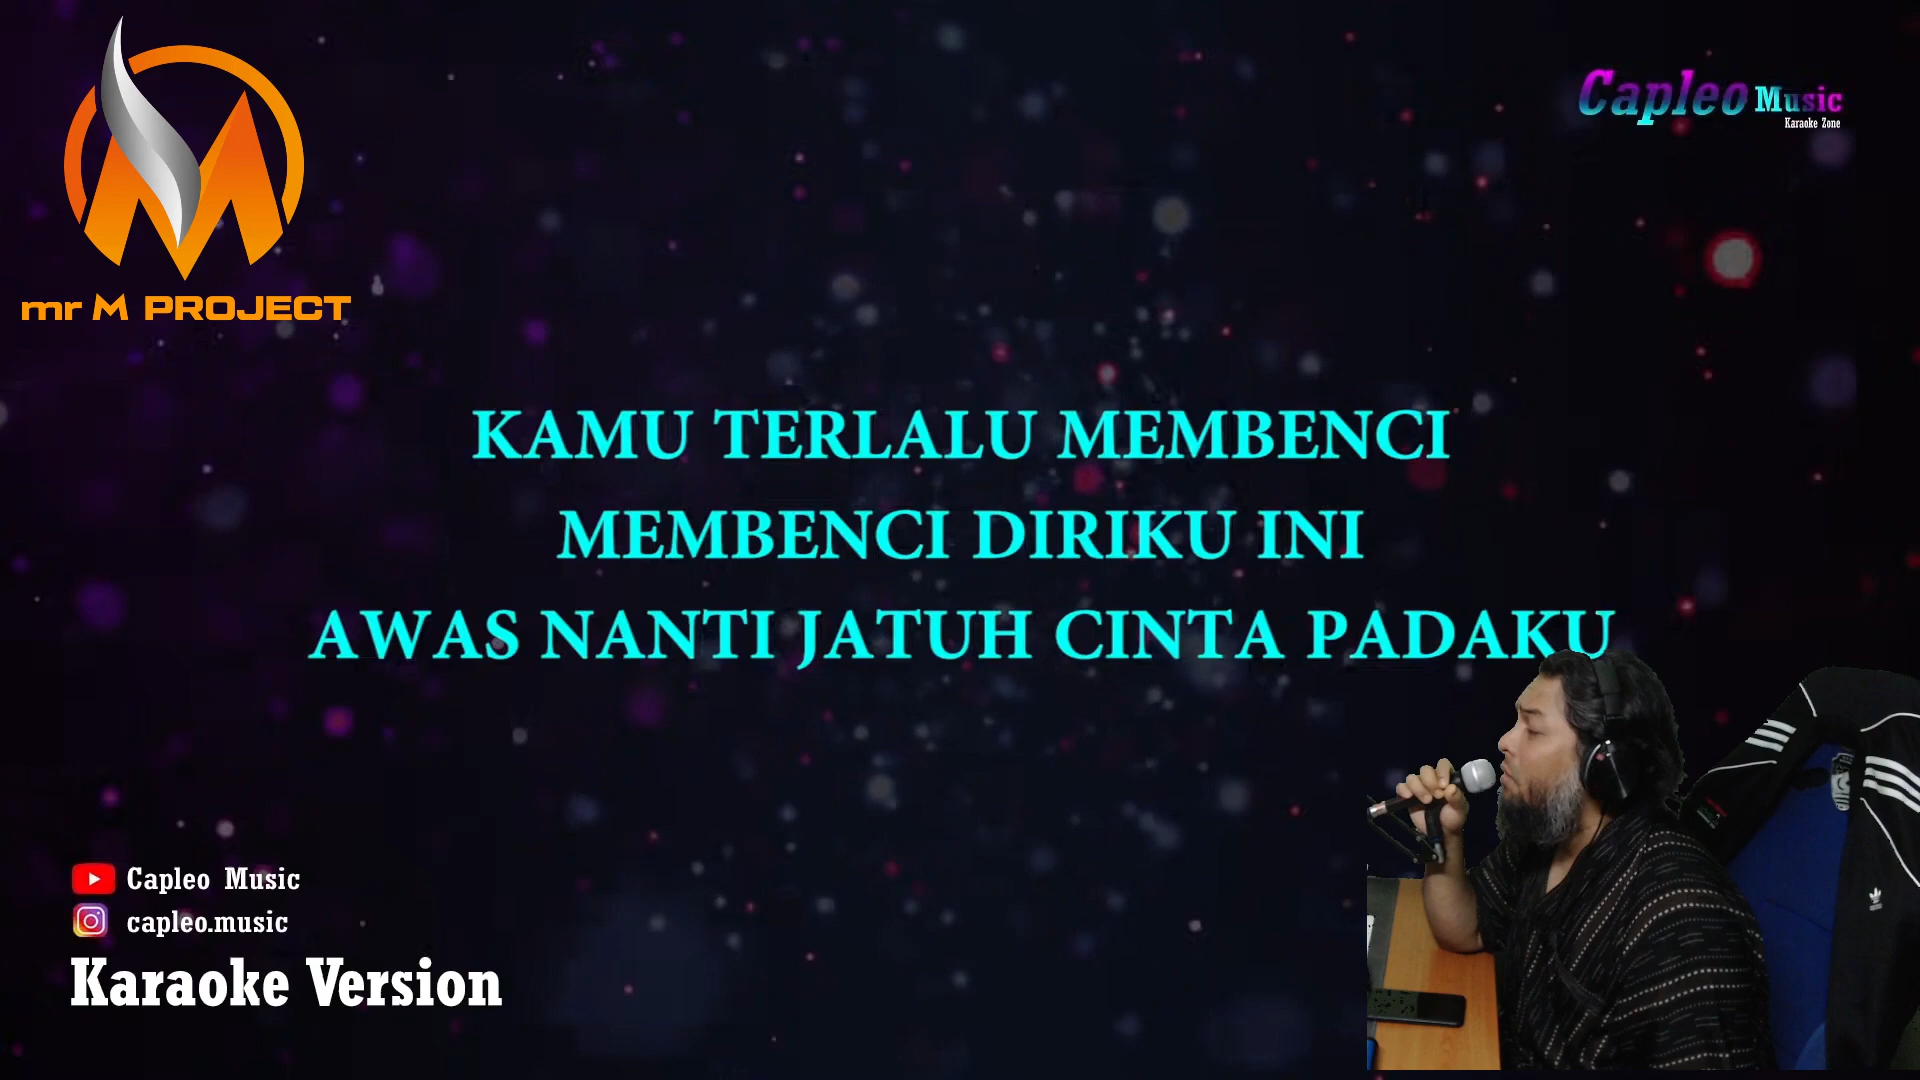 mr M PROJECT
Capleo Music
Karaoke Zone
KAMU TERLALU MEMBENCI
MEMBENCI DIRIKU INI
AWAS NANTI JATUH CINTA PADAKU
Capleo Music
capleo.music
Karaoke Version